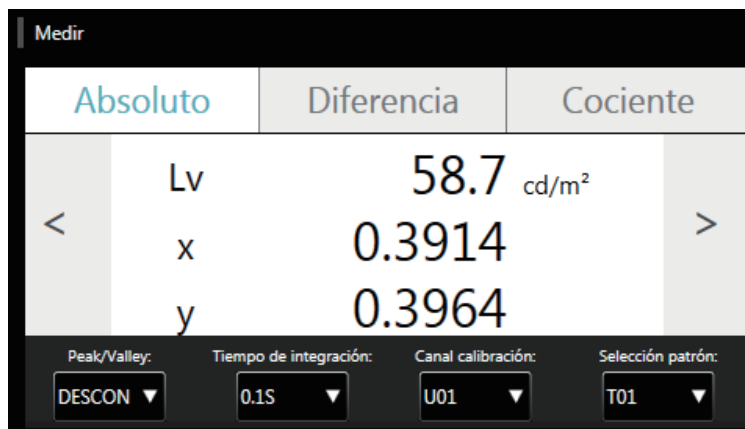 Medir
Absoluto Diferencia Cociente
Lv 58.7 cd/m²
< >
x 0.3914
y 0.3964
Peak/Valley: Tiempo de integración: Canal calibración: Selección patrón:
DESCON ▼ 0.1S ▼ U01 ▼ T01 ▼